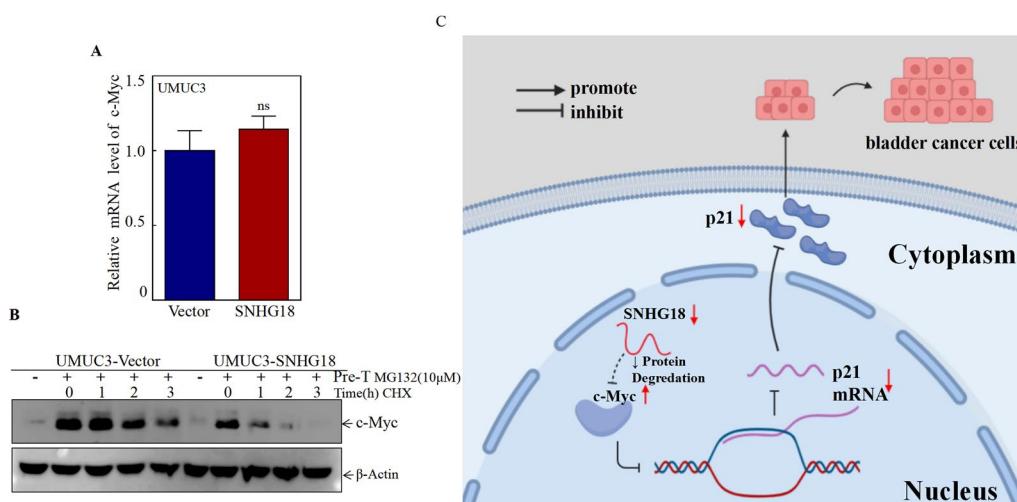 A
Relative mRNA level of c-Myc
1.5
1.0
0.5
0
UMUC3
ns
Vector
SNHG18
B
UMUC3-Vector
UMUC3-SNHG18
- + + + + - + + + + Pre-T MG132(10μM)
0 1 2 3 0 1 2 3 Time(h) CHX
c-Myc
β-Actin
C
promote
inhibit
bladder cancer cells
p21
Cytoplasm
SNHG18
Protein
Degredation
c-Myc
p21
mRNA
Nucleus